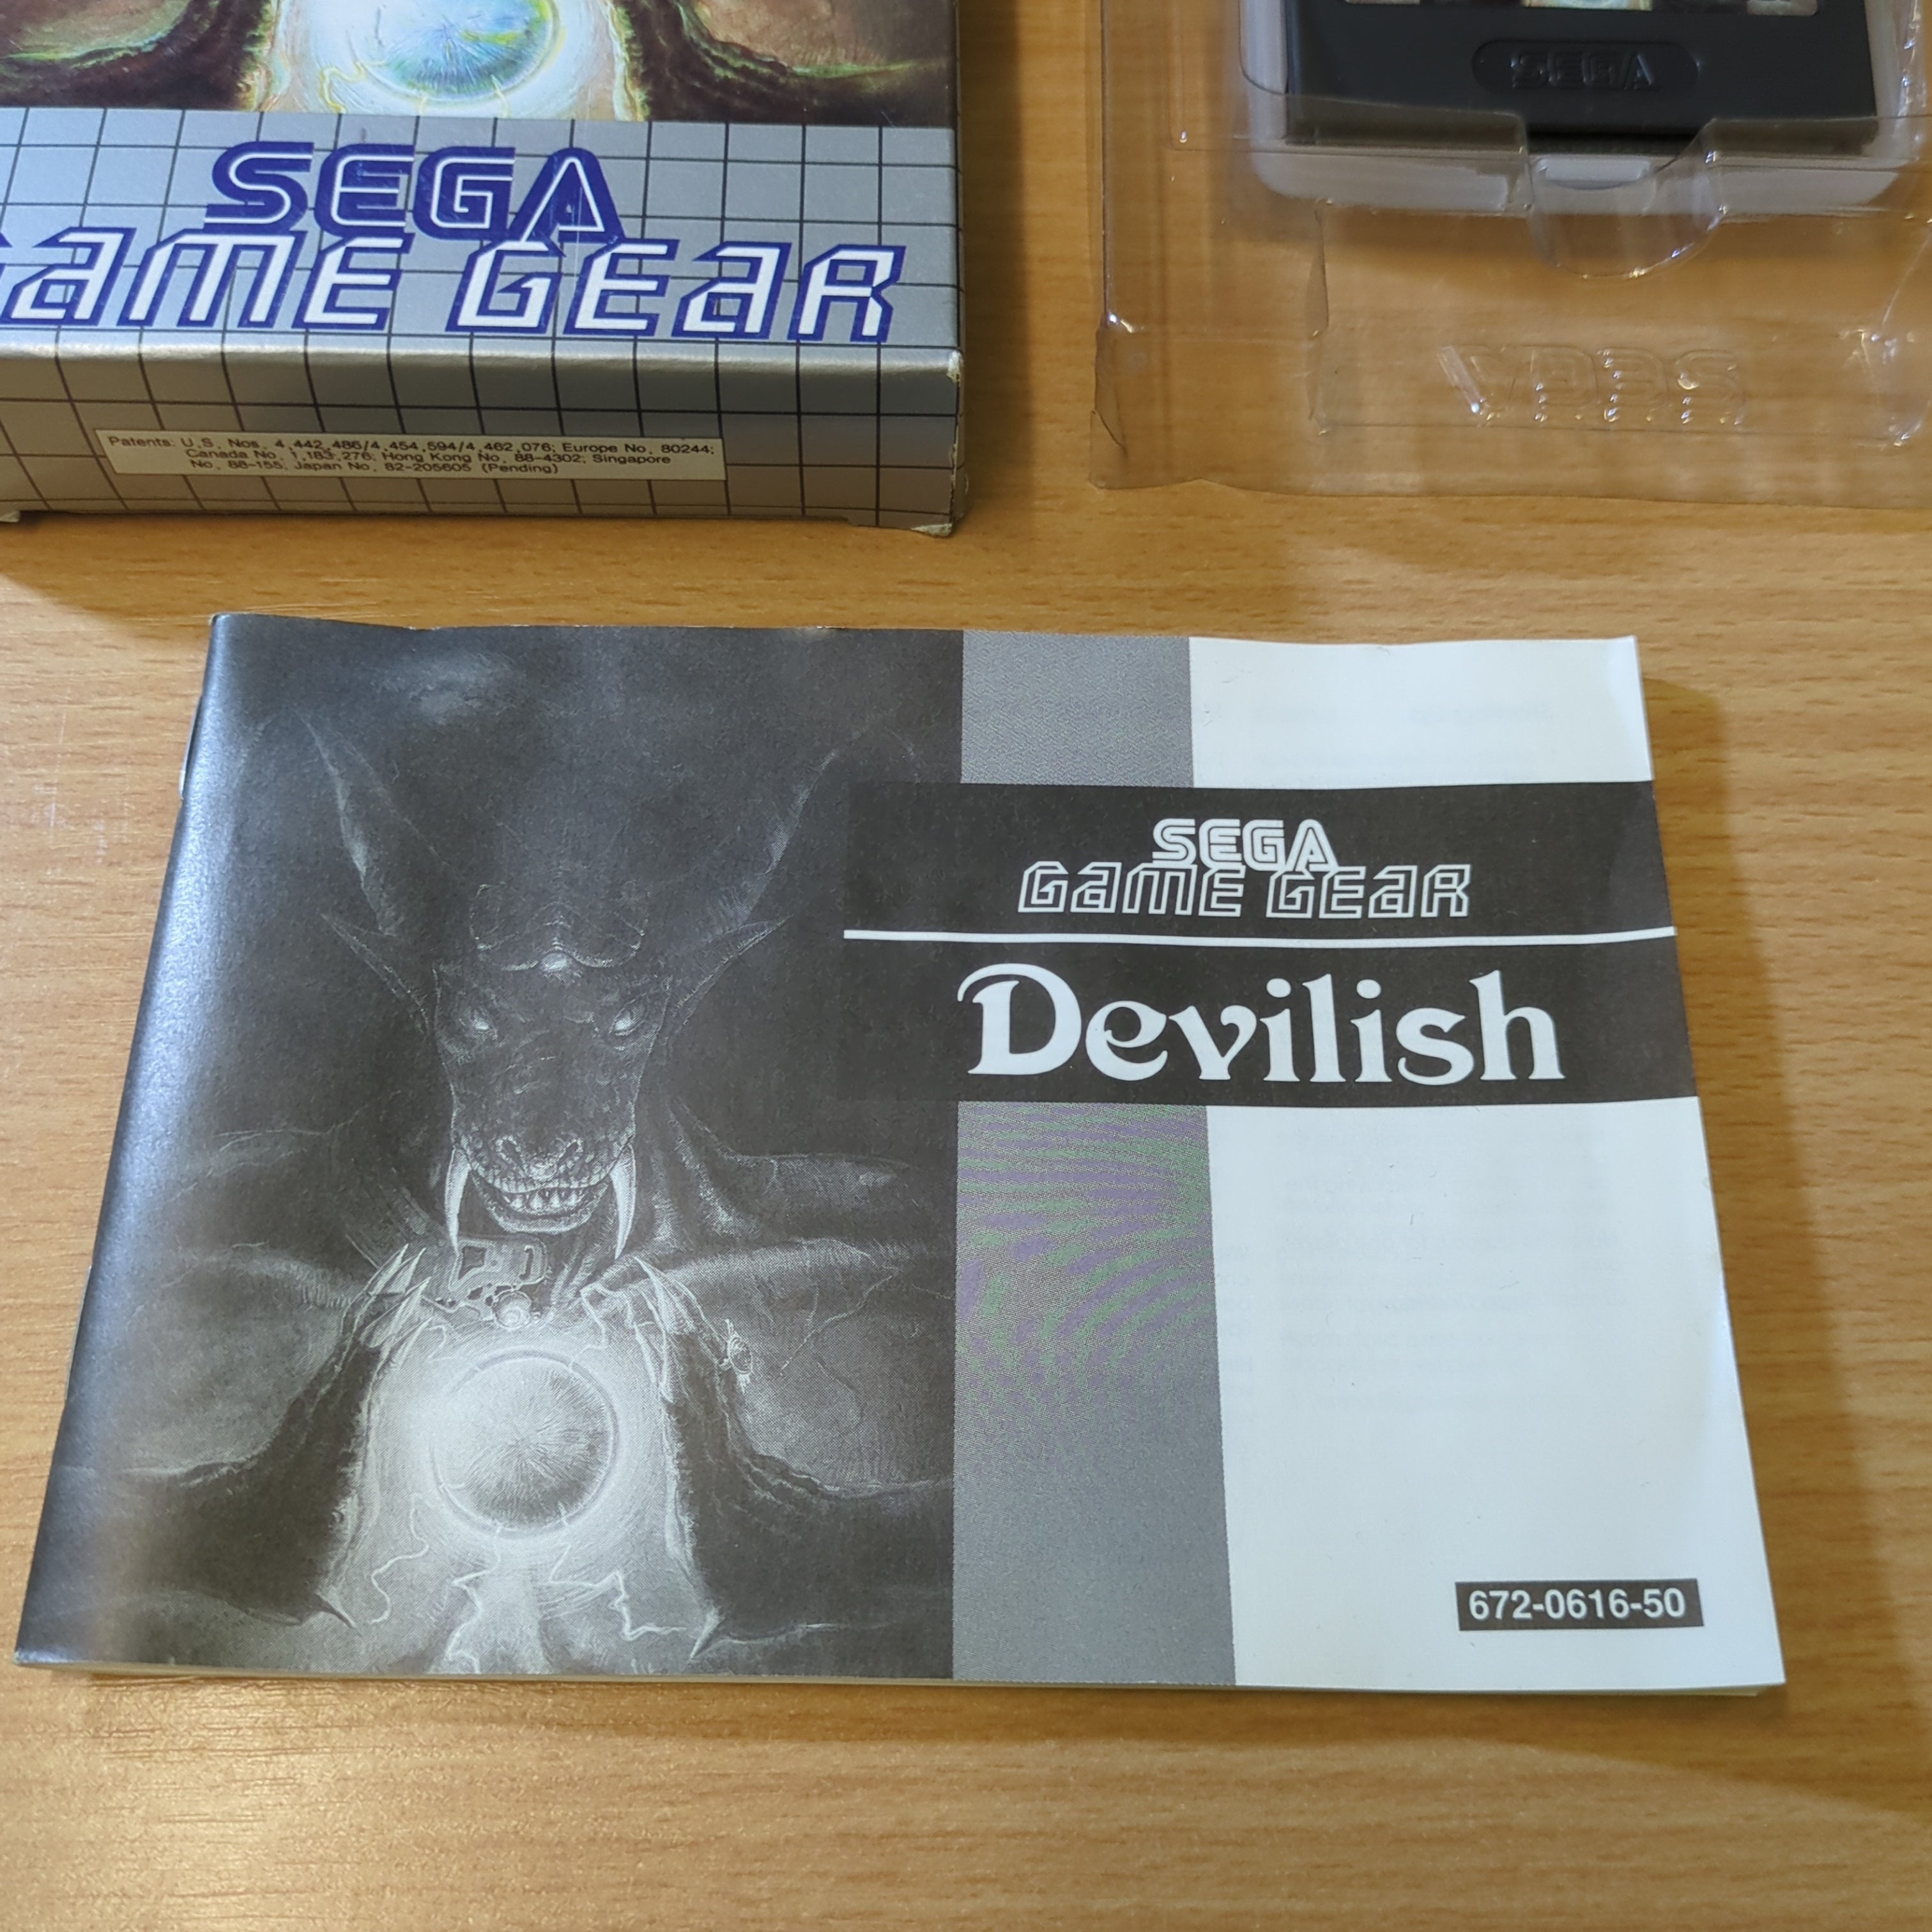 SEGA
GAME GEAR
Patents: U.S. Nos. 4,442,486/4,454,594/4,462,076; Europe No. 80244;
Canada No. 1,183,276; Hong Kong No. 88-4302; Singapore
No. 88-155; Japan No. 82-205605 (Pending)
SEGA
SEGA
SEGA
GAME GEAR
Devilish
672-0616-50